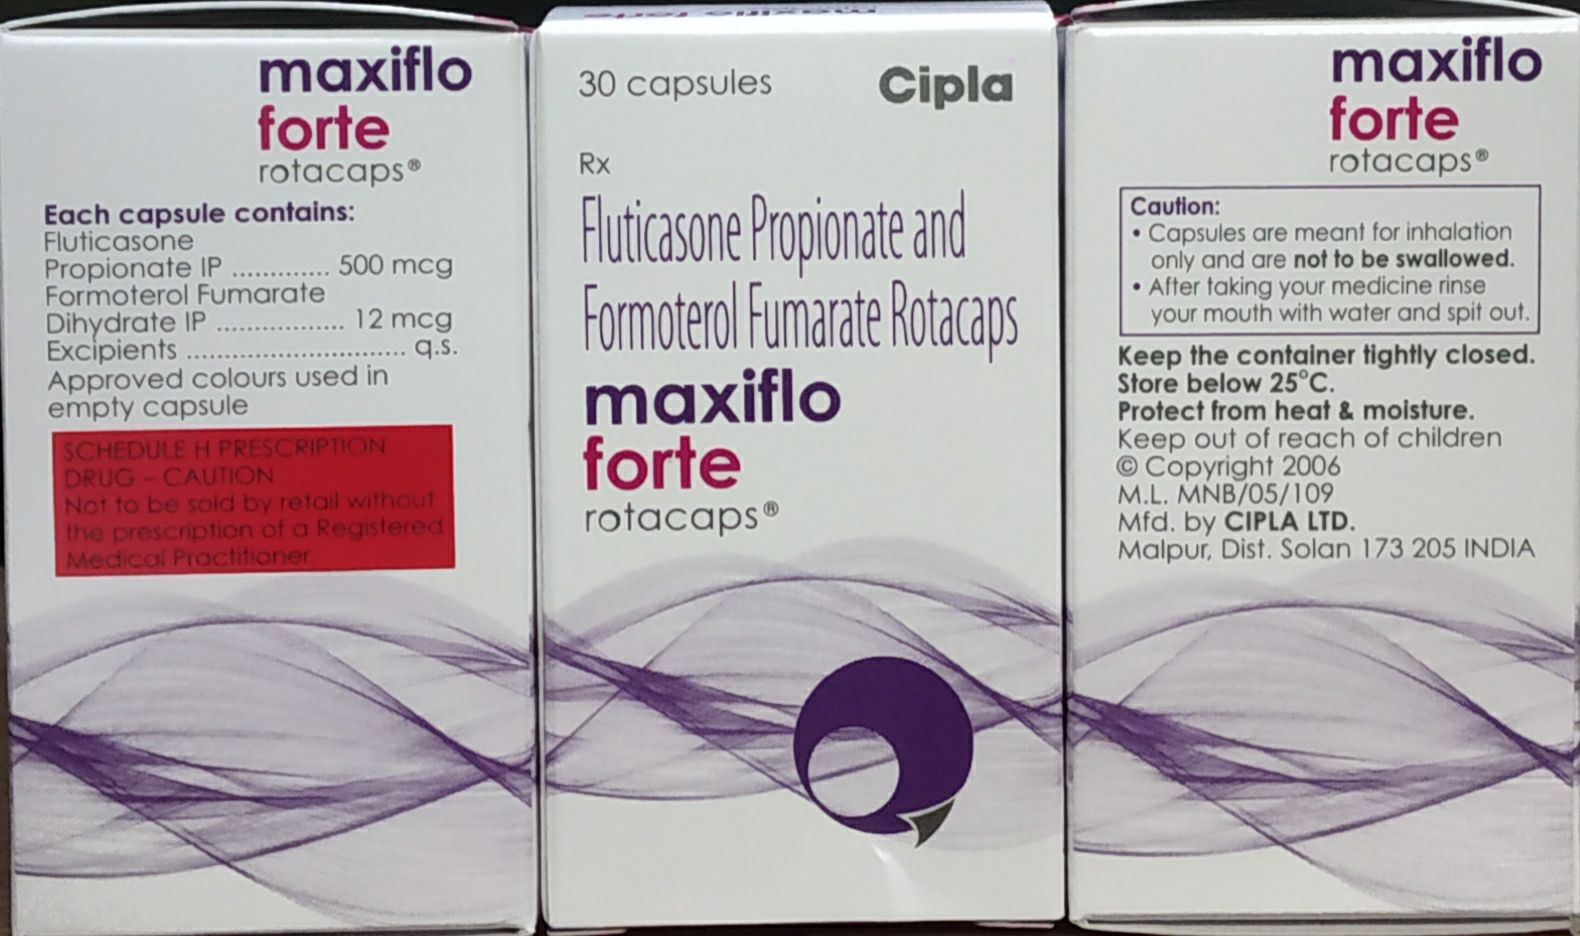 maxiflo
forte
rotacaps®
Each capsule contains:
Fluticasone
Propionate IP ............. 500 mcg
Formoterol Fumarate
Dihydrate IP ................. 12 mcg
Excipients ............................. q.s.
Approved colours used in
empty capsule
SCHEDULE H PRESCRIPTION
DRUG – CAUTION
Not to be sold by retail without
the prescription of a Registered
Medical Practitioner.
maxiflo forte
30 capsules Cipla
Rx
Fluticasone Propionate and
Formoterol Fumarate Rotacaps
maxiflo
forte
rotacaps®
maxiflo
forte
rotacaps®
Caution:
• Capsules are meant for inhalation
only and are not to be swallowed.
• After taking your medicine rinse
your mouth with water and spit out.
Keep the container tightly closed.
Store below 25°C.
Protect from heat & moisture.
Keep out of reach of children
© Copyright 2006
M.L. MNB/05/109
Mfd. by CIPLA LTD.
Malpur, Dist. Solan 173 205 INDIA